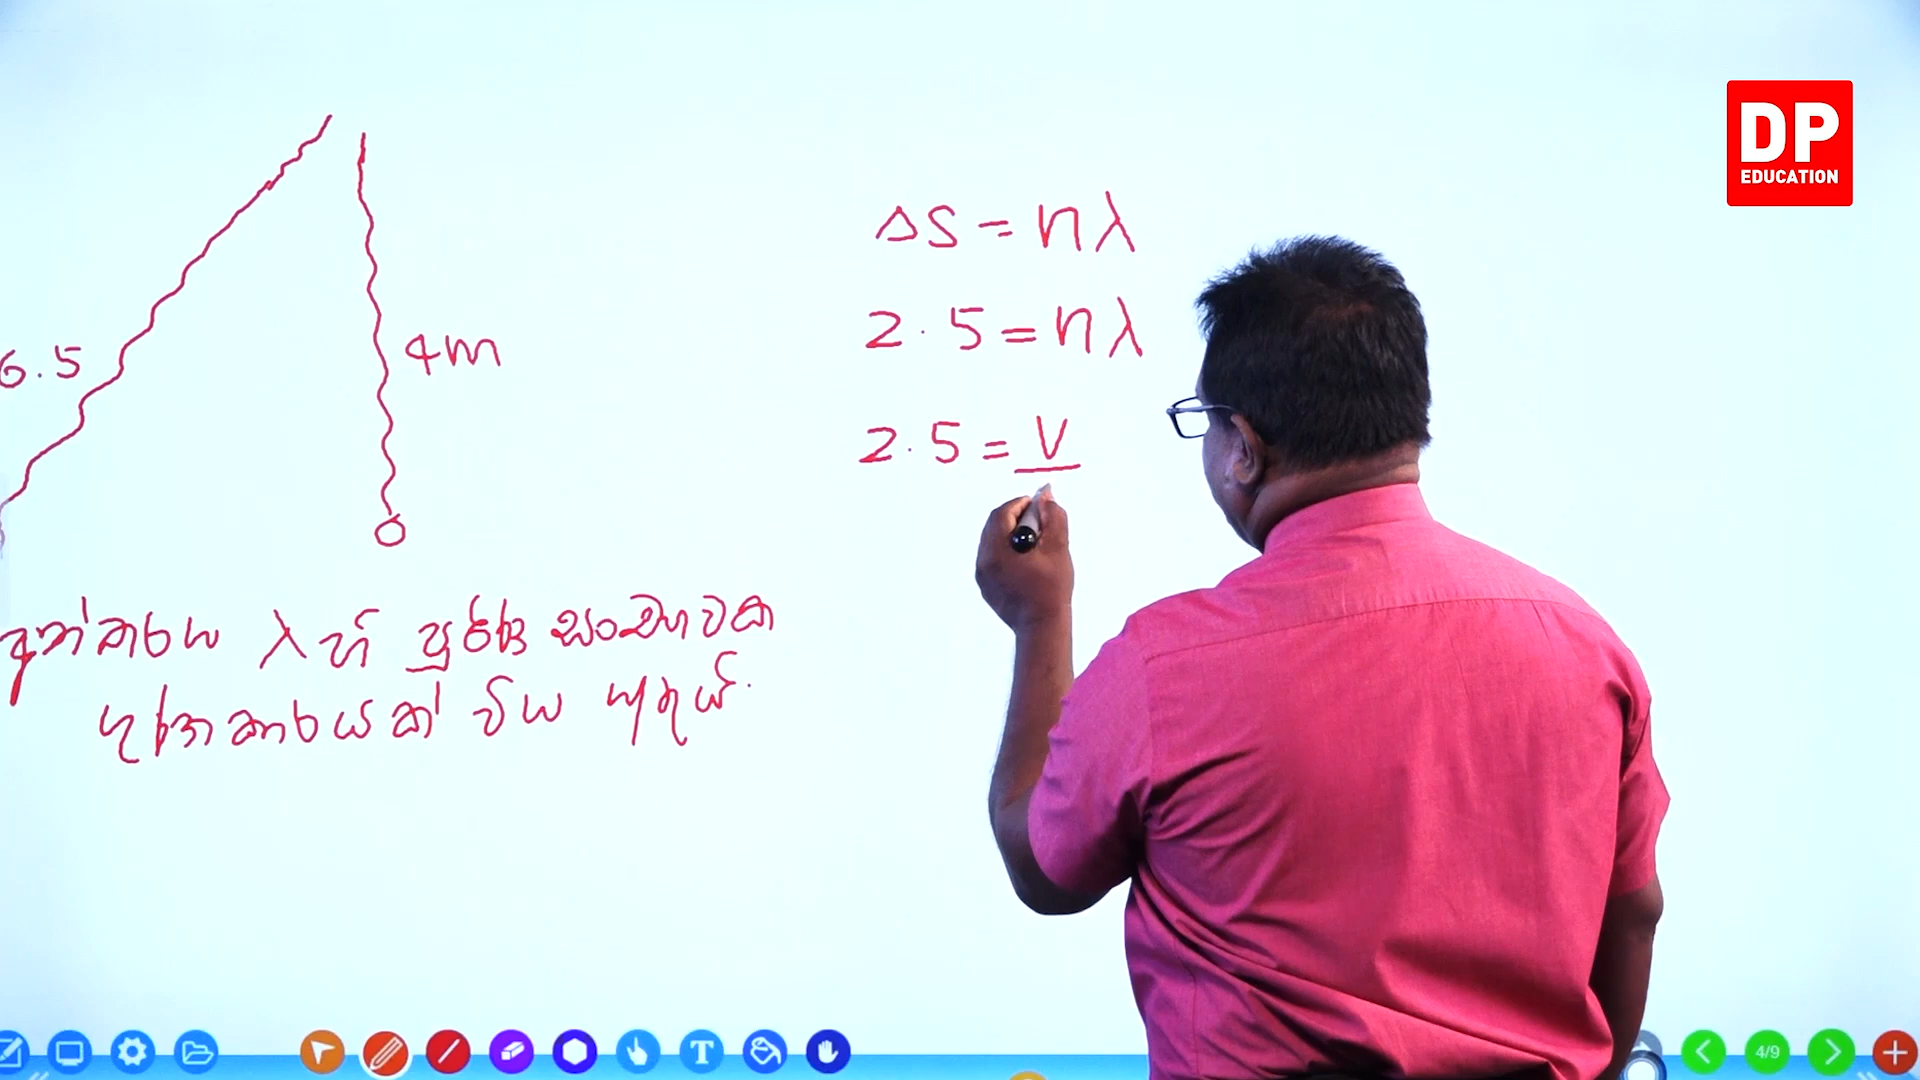 DP
EDUCATION
6.5
4m
ΔS = nλ
2.5 = nλ
2.5 = V
අන්තරය λ හි පූර්ණ සංඛ්‍යාවක
ගුණාකාරයක් විය යුතුයි.
4/9